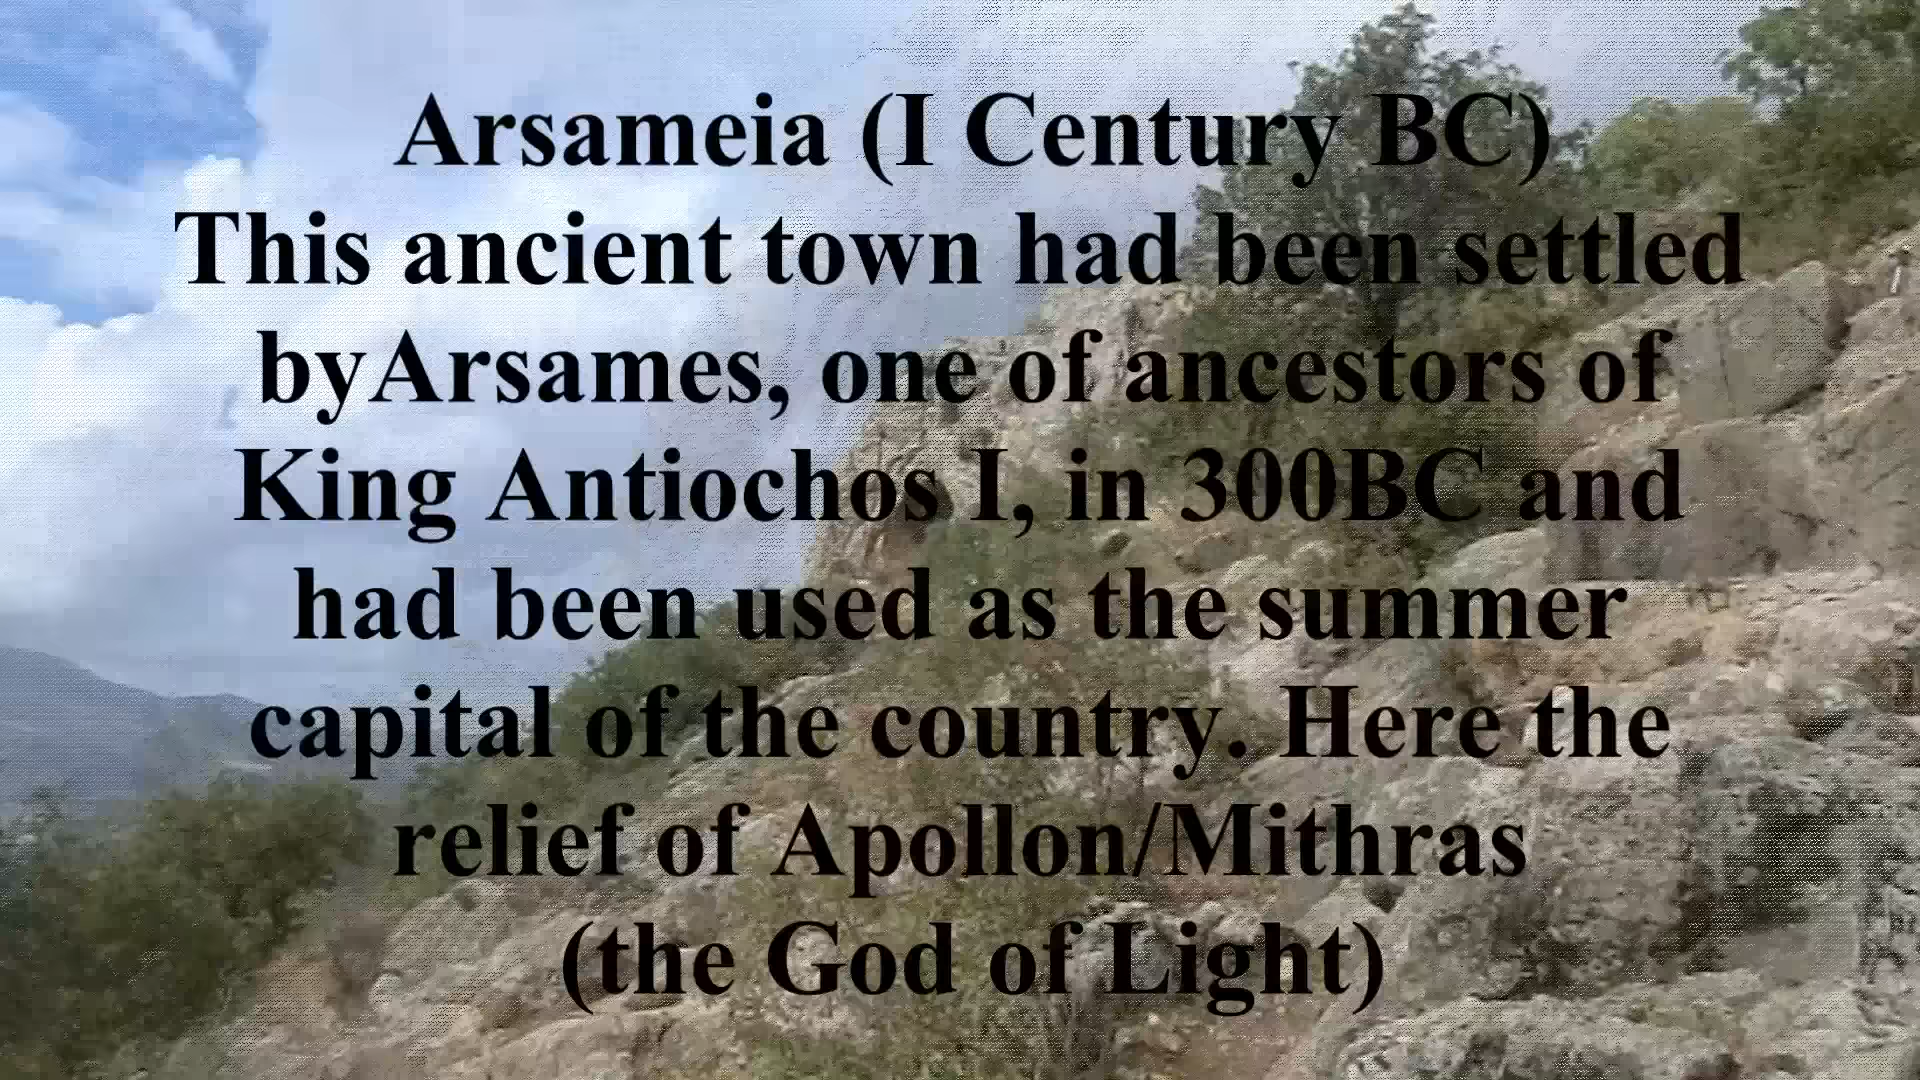 Arsameia (I Century BC)
This ancient town had been settled
byArsames, one of ancestors of
King Antiochos I, in 300BC and
had been used as the summer
capital of the country. Here the
relief of Apollon/Mithras
(the God of Light)